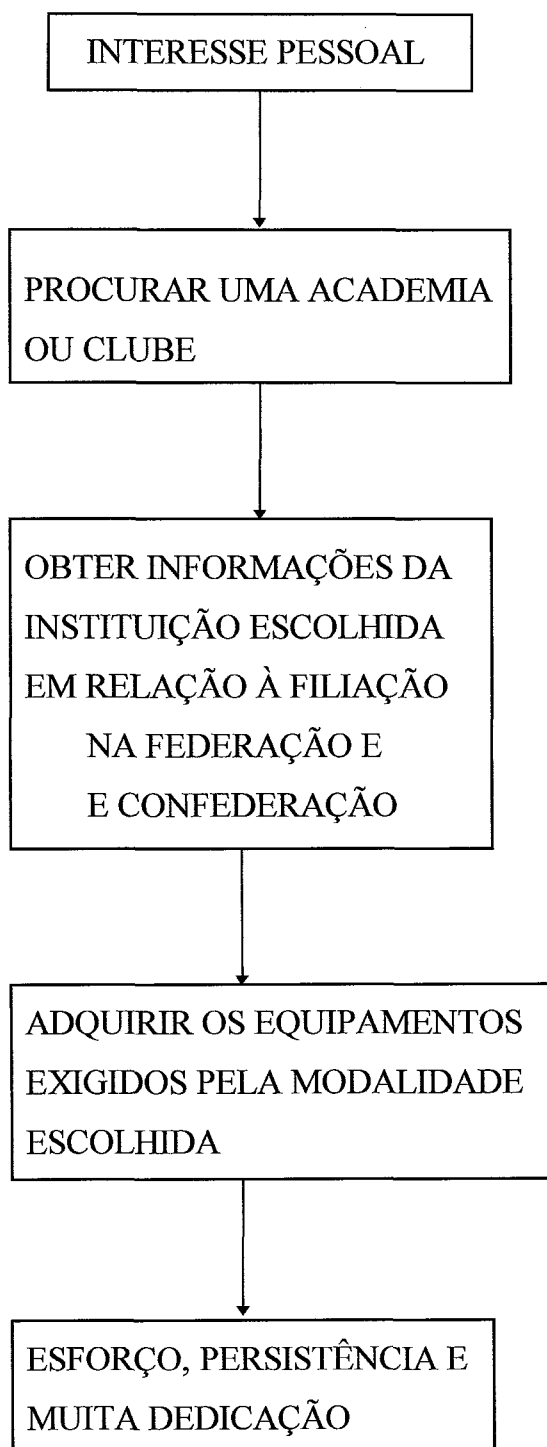 INTERESSE PESSOAL
PROCURAR UMA ACADEMIA
OU CLUBE
OBTER INFORMAÇÕES DA
INSTITUIÇÃO ESCOLHIDA
EM RELAÇÃO À FILIAÇÃO
NA FEDERAÇÃO E
E CONFEDERAÇÃO
ADQUIRIR OS EQUIPAMENTOS
EXIGIDOS PELA MODALIDADE
ESCOLHIDA
ESFORÇO, PERSISTÊNCIA E
MUITA DEDICAÇÃO